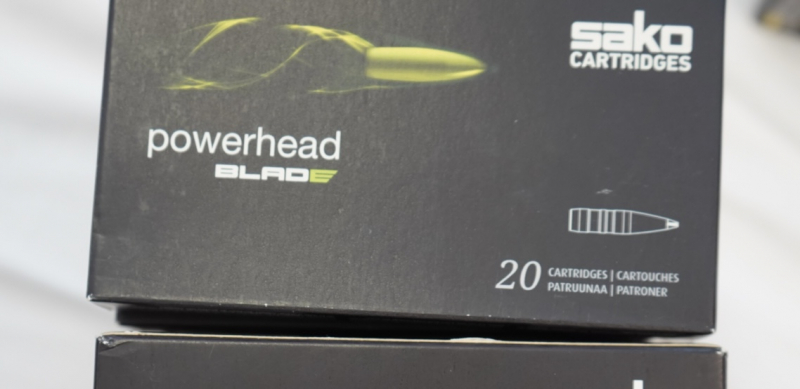 sako
CARTRIDGES
powerhead
BLADE
20
CARTRIDGES | CARTOUCHES
PATRUUNAA | PATRONER